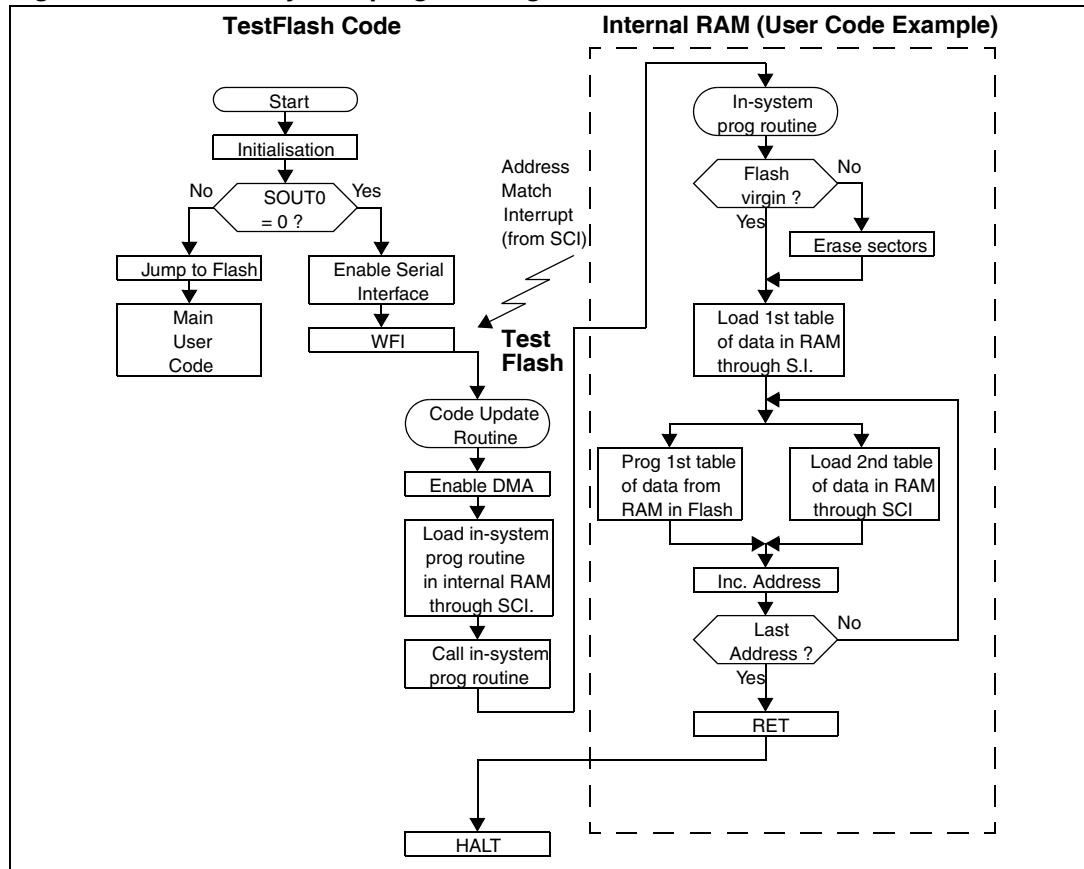 TestFlash Code
Start
Initialisation
No
SOUT0
= 0 ?
Yes
Jump to Flash
Main
User
Code
Enable Serial
Interface
WFI
Address
Match
Interrupt
(from SCI)
Test
Flash
Code Update
Routine
Enable DMA
Load in-system
prog routine
in internal RAM
through SCI.
Call in-system
prog routine
HALT
Internal RAM (User Code Example)
In-system
prog routine
Flash
virgin ?
No
Yes
Erase sectors
Load 1st table
of data in RAM
through S.I.
Prog 1st table
of data from
RAM in Flash
Load 2nd table
of data in RAM
through SCI
Inc. Address
Last
Address ?
No
Yes
RET